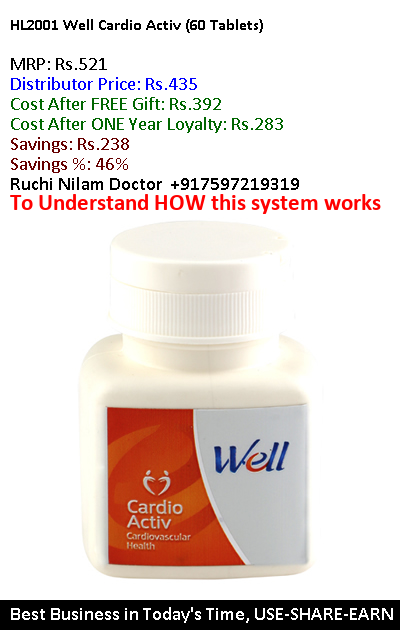 HL2001 Well Cardio Activ (60 Tablets)
MRP: Rs.521
Distributor Price: Rs.435
Cost After FREE Gift: Rs.392
Cost After ONE Year Loyalty: Rs.283
Savings: Rs.238
Savings %: 46%
Ruchi Nilam Doctor +917597219319
To Understand HOW this system works
Well
Cardio
Activ
Cardiovascular
Health
Best Business in Today's Time, USE-SHARE-EARN